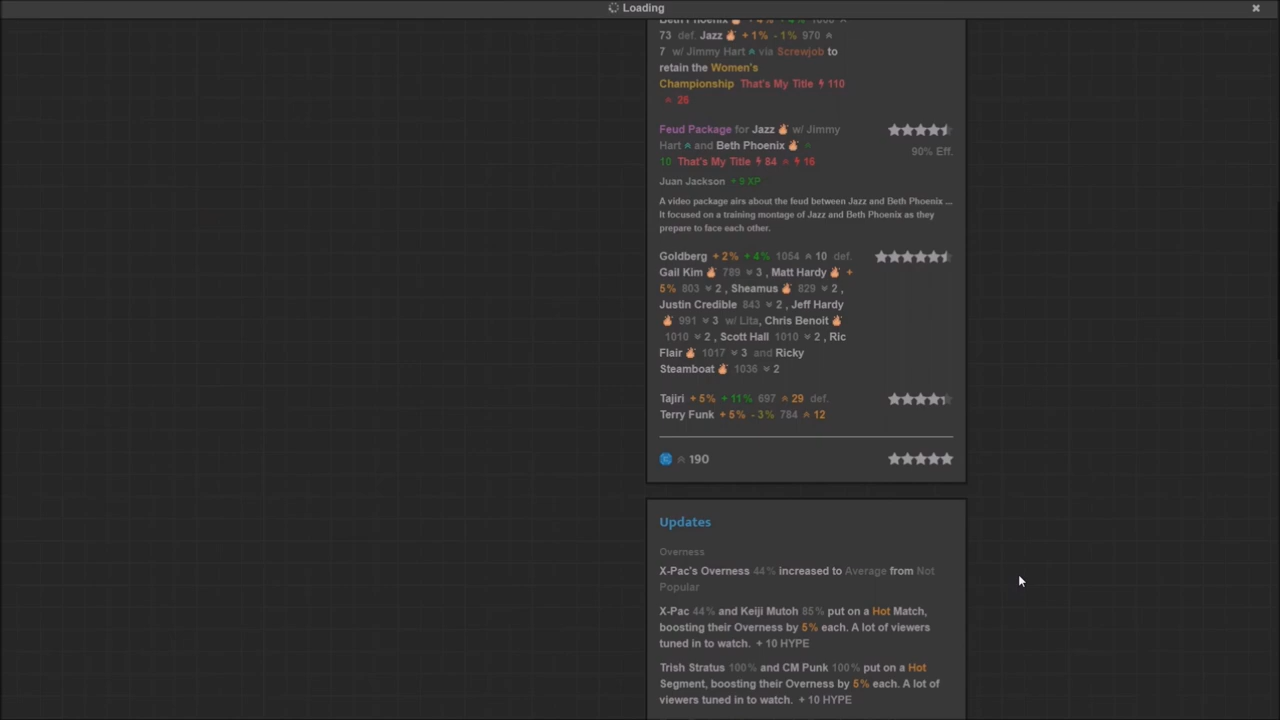 Loading
Beth Phoenix + 4% + 4% 1008
73 def. Jazz + 1% - 1% 970
7 w/ Jimmy Hart via Screwjob to
retain the Women's
Championship That's My Title 110
26
Feud Package for Jazz w/ Jimmy
Hart and Beth Phoenix
10 That's My Title 84 16
90% Eff.
Juan Jackson + 9 XP
A video package airs about the feud between Jazz and Beth Phoenix ...
It focused on a training montage of Jazz and Beth Phoenix as they
prepare to face each other.
Goldberg + 2% + 4% 1054 10 def.
Gail Kim 789 3 , Matt Hardy +
5% 803 2 , Sheamus 829 2 ,
Justin Credible 843 2 , Jeff Hardy
991 3 w/ Lita, Chris Benoit
1010 2 , Scott Hall 1010 2 , Ric
Flair 1017 3 and Ricky
Steamboat 1036 2
Tajiri + 5% + 11% 697 29 def.
Terry Funk + 5% - 3% 784 12
190
Updates
Overness
X-Pac's Overness 44% increased to Average from Not
Popular
X-Pac 44% and Keiji Mutoh 85% put on a Hot Match,
boosting their Overness by 5% each. A lot of viewers
tuned in to watch. + 10 HYPE
Trish Stratus 100% and CM Punk 100% put on a Hot
Segment, boosting their Overness by 5% each. A lot of
viewers tuned in to watch. + 10 HYPE